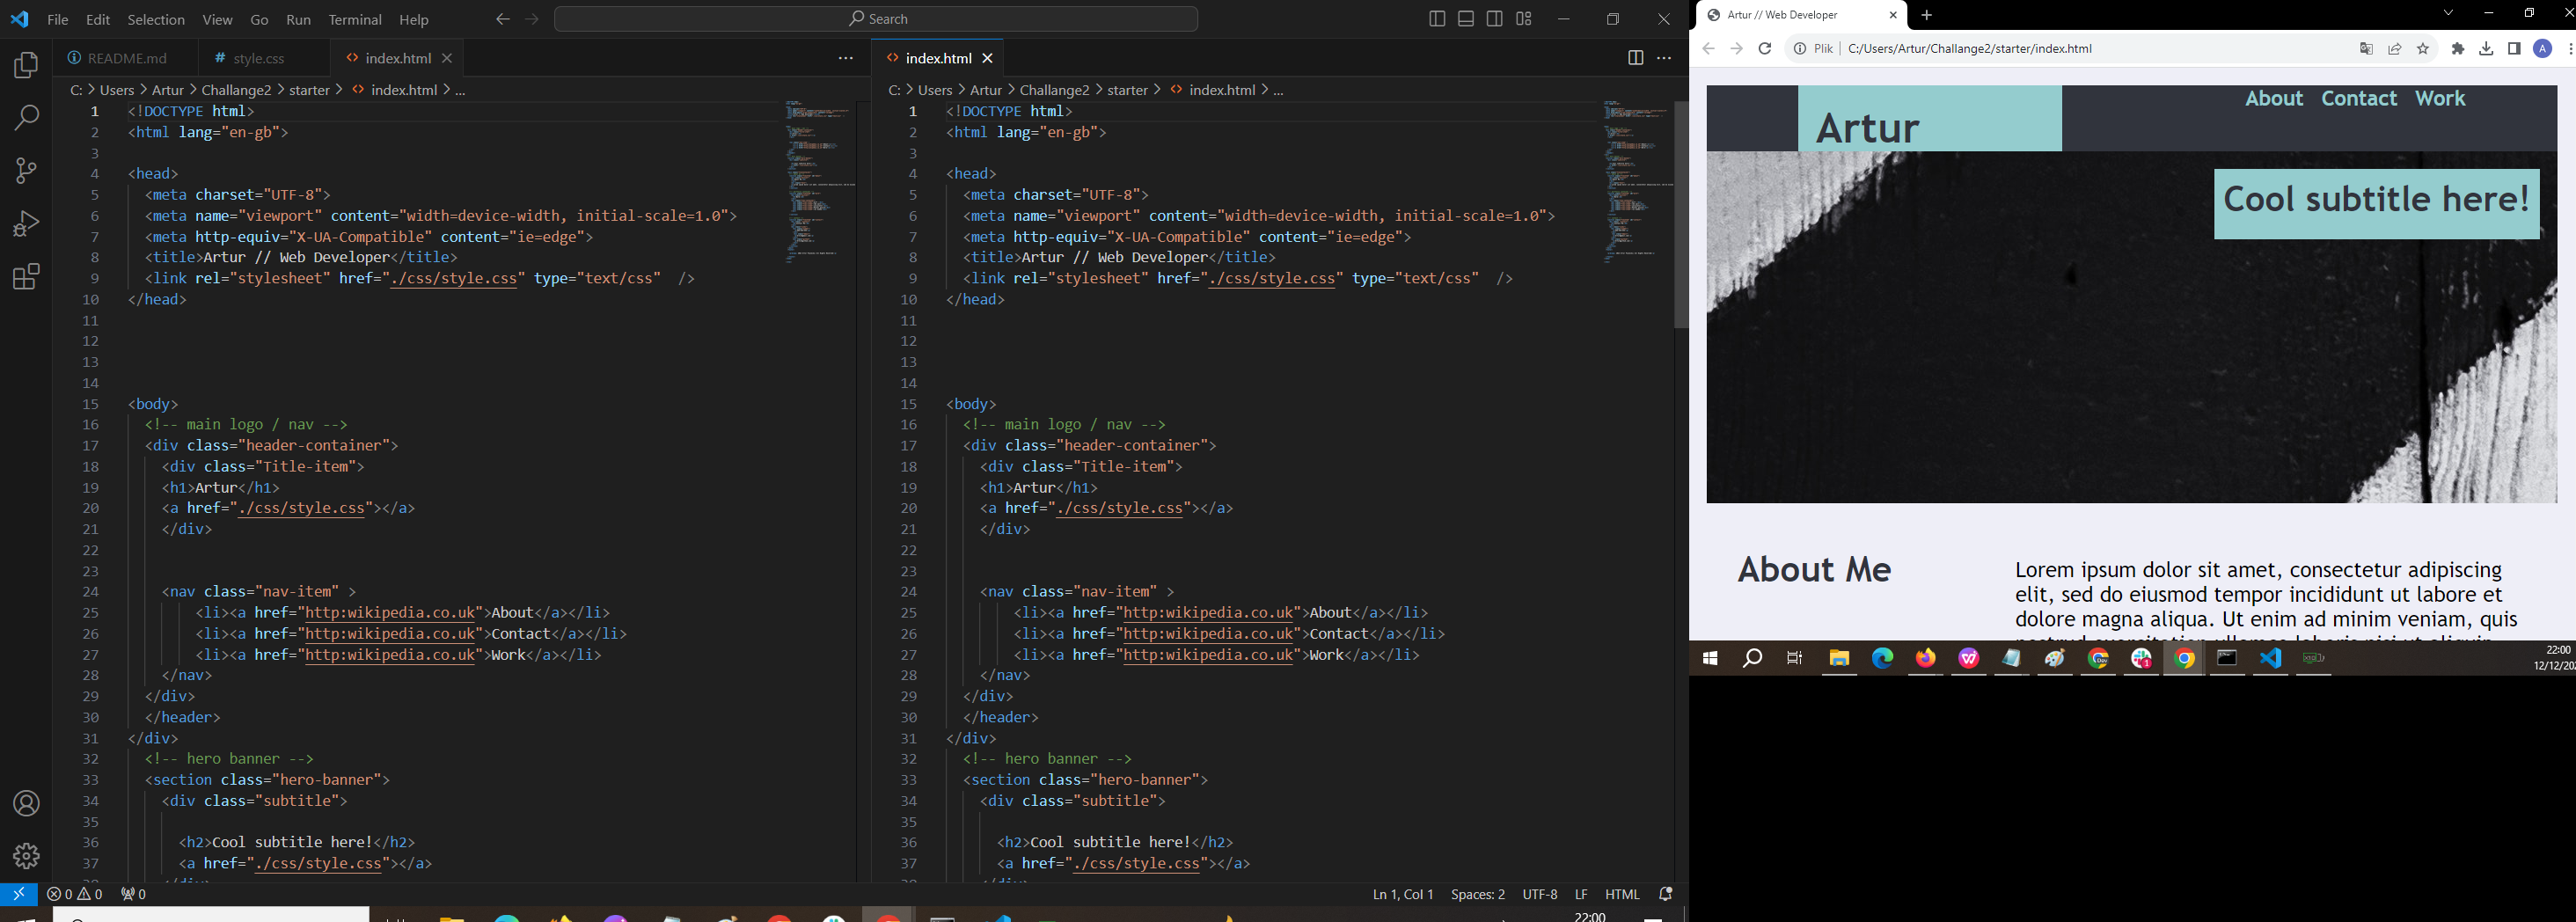 File Edit Selection View Go Run Terminal Help
Search
README.md
style.css
index.html
C: > Users > Artur > Challange2 > starter > index.html > ...
1 <!DOCTYPE html>
2 <html lang="en-gb">
3
4 <head>
5 <meta charset="UTF-8">
6 <meta name="viewport" content="width=device-width, initial-scale=1.0">
7 <meta http-equiv="X-UA-Compatible" content="ie=edge">
8 <title>Artur // Web Developer</title>
9 <link rel="stylesheet" href="./css/style.css" type="text/css"  />
10 </head>
11
12
13
14
15 <body>
16 <!-- main logo / nav -->
17 <div class="header-container">
18 <div class="Title-item">
19 <h1>Artur</h1>
20 <a href="./css/style.css"></a>
21 </div>
22
23
24 <nav class="nav-item" >
25 <li><a href="http:wikipedia.co.uk">About</a></li>
26 <li><a href="http:wikipedia.co.uk">Contact</a></li>
27 <li><a href="http:wikipedia.co.uk">Work</a></li>
28 </nav>
29 </div>
30 </header>
31 </div>
32 <!-- hero banner -->
33 <section class="hero-banner">
34 <div class="subtitle">
35
36 <h2>Cool subtitle here!</h2>
37 <a href="./css/style.css"></a>
index.html
C: > Users > Artur > Challange2 > starter > index.html > ...
1 <!DOCTYPE html>
2 <html lang="en-gb">
3
4 <head>
5 <meta charset="UTF-8">
6 <meta name="viewport" content="width=device-width, initial-scale=1.0">
7 <meta http-equiv="X-UA-Compatible" content="ie=edge">
8 <title>Artur // Web Developer</title>
9 <link rel="stylesheet" href="./css/style.css" type="text/css"  />
10 </head>
11
12
13
14
15 <body>
16 <!-- main logo / nav -->
17 <div class="header-container">
18 <div class="Title-item">
19 <h1>Artur</h1>
20 <a href="./css/style.css"></a>
21 </div>
22
23
24 <nav class="nav-item" >
25 <li><a href="http:wikipedia.co.uk">About</a></li>
26 <li><a href="http:wikipedia.co.uk">Contact</a></li>
27 <li><a href="http:wikipedia.co.uk">Work</a></li>
28 </nav>
29 </div>
30 </header>
31 </div>
32 <!-- hero banner -->
33 <section class="hero-banner">
34 <div class="subtitle">
35
36 <h2>Cool subtitle here!</h2>
37 <a href="./css/style.css"></a>
0 0 0
Ln 1, Col 1 Spaces: 2 UTF-8 LF HTML
22:00
Artur // Web Developer
Plik C:/Users/Artur/Challange2/starter/index.html
A
About Contact Work
Artur
Cool subtitle here!
About Me
Lorem ipsum dolor sit amet, consectetur adipiscing
elit, sed do eiusmod tempor incididunt ut labore et
dolore magna aliqua. Ut enim ad minim veniam, quis
22:00